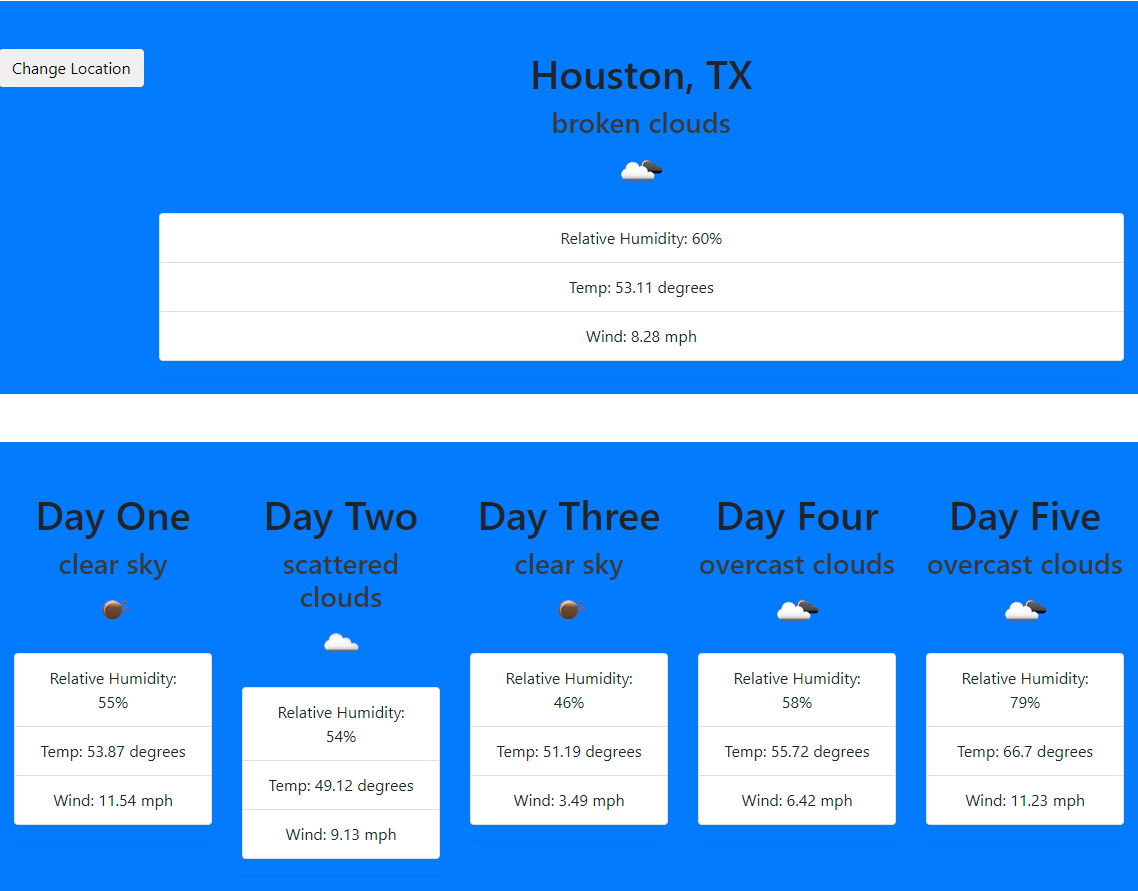 Change Location
Houston, TX
broken clouds
Relative Humidity: 60%
Temp: 53.11 degrees
Wind: 8.28 mph
Day One
clear sky
Relative Humidity:
55%
Temp: 53.87 degrees
Wind: 11.54 mph
Day Two
scattered
clouds
Relative Humidity:
54%
Temp: 49.12 degrees
Wind: 9.13 mph
Day Three
clear sky
Relative Humidity:
46%
Temp: 51.19 degrees
Wind: 3.49 mph
Day Four
overcast clouds
Relative Humidity:
58%
Temp: 55.72 degrees
Wind: 6.42 mph
Day Five
overcast clouds
Relative Humidity:
79%
Temp: 66.7 degrees
Wind: 11.23 mph